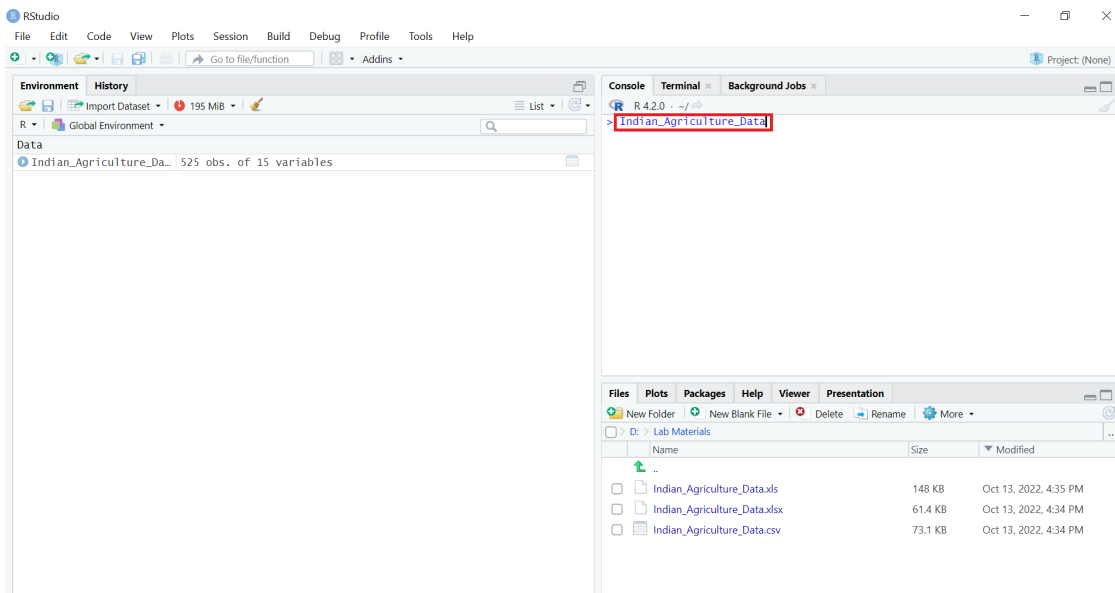 RStudio
File Edit Code View Plots Session Build Debug Profile Tools Help
Go to file/function Addins Project: (None)
Environment History
Import Dataset 195 MiB List
R Global Environment
Data
Indian_Agriculture_Da… 525 obs. of 15 variables
Console Terminal Background Jobs
R 4.2.0 · ~/
> Indian_Agriculture_Data
Files Plots Packages Help Viewer Presentation
New Folder New Blank File Delete Rename More
D: Lab Materials
Name Size Modified
..
Indian_Agriculture_Data.xls 148 KB Oct 13, 2022, 4:35 PM
Indian_Agriculture_Data.xlsx 61.4 KB Oct 13, 2022, 4:34 PM
Indian_Agriculture_Data.csv 73.1 KB Oct 13, 2022, 4:34 PM